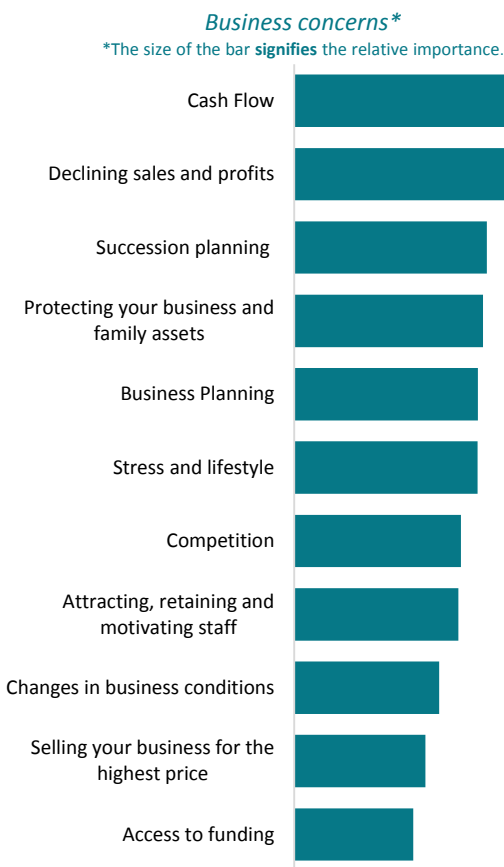 Business concerns*
*The size of the bar signifies the relative importance.
Cash Flow
Declining sales and profits
Succession planning
Protecting your business and
family assets
Business Planning
Stress and lifestyle
Competition
Attracting, retaining and
motivating staff
Changes in business conditions
Selling your business for the
highest price
Access to funding